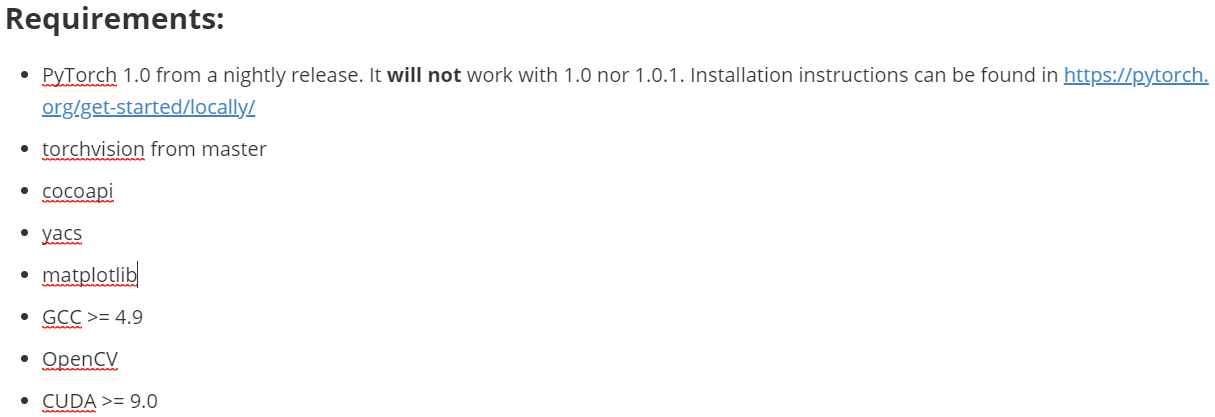 Requirements:
• PyTorch 1.0 from a nightly release. It will not work with 1.0 nor 1.0.1. Installation instructions can be found in https://pytorch.
org/get-started/locally/
• torchvision from master
• cocoapi
• yacs
• matplotlib
• GCC >= 4.9
• OpenCV
• CUDA >= 9.0